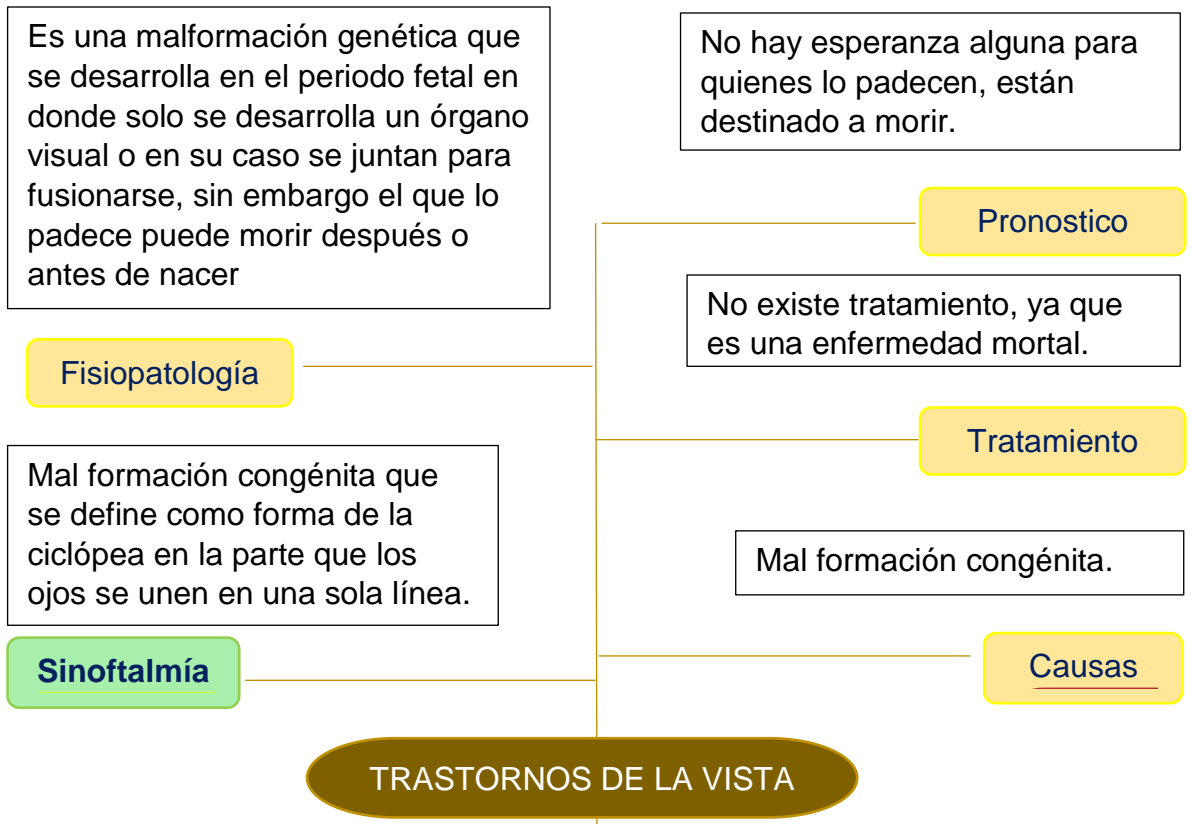 Es una malformación genética que
se desarrolla en el periodo fetal en
donde solo se desarrolla un órgano
visual o en su caso se juntan para
fusionarse, sin embargo el que lo
padece puede morir después o
antes de nacer
Fisiopatología
Mal formación congénita que
se define como forma de la
ciclópea en la parte que los
ojos se unen en una sola línea.
Sinoftalmía
No hay esperanza alguna para
quienes lo padecen, están
destinado a morir.
Pronostico
No existe tratamiento, ya que
es una enfermedad mortal.
Tratamiento
Mal formación congénita.
Causas
TRASTORNOS DE LA VISTA